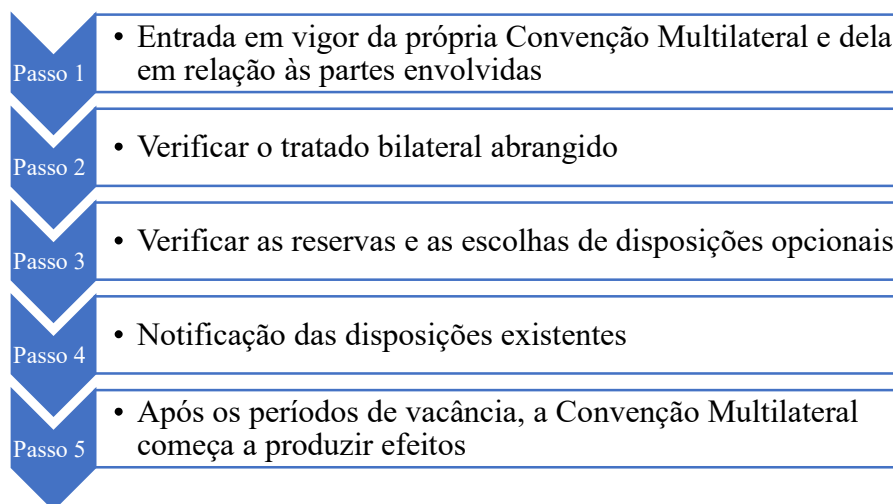 Passo 1
• Entrada em vigor da própria Convenção Multilateral e dela
em relação às partes envolvidas
Passo 2
• Verificar o tratado bilateral abrangido
Passo 3
• Verificar as reservas e as escolhas de disposições opcionais
Passo 4
• Notificação das disposições existentes
Passo 5
• Após os períodos de vacância, a Convenção Multilateral
começa a produzir efeitos